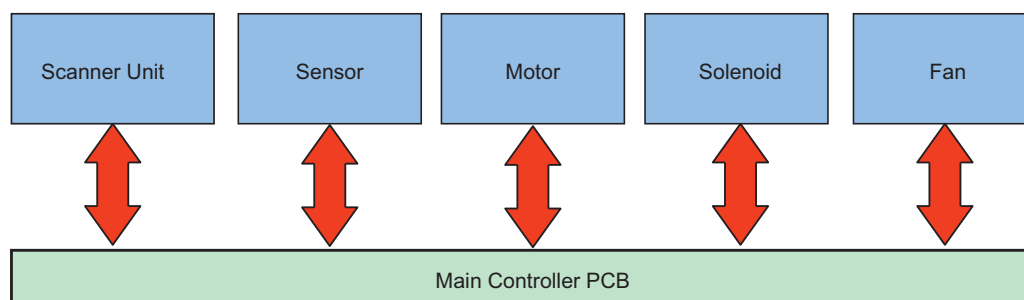 Scanner Unit
Sensor
Motor
Solenoid
Fan
Main Controller PCB